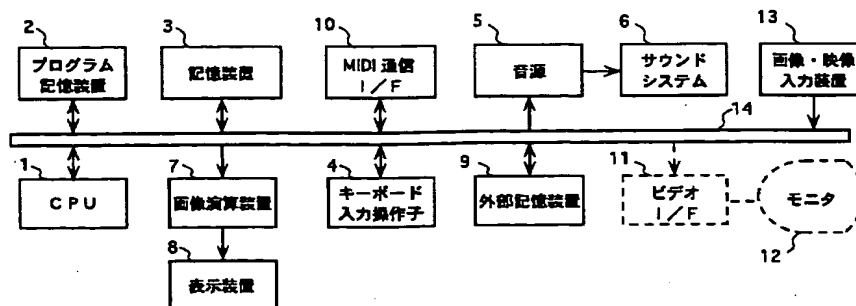 2
プログラム
記憶装置
3
記憶装置
10
MIDI 通信
I/F
5
音源
6
サウンド
システム
13
画像・映像
入力装置
14
1
CPU
7
画像演算装置
4
キーボード
入力操作子
9
外部記憶装置
11
ビデオ
I/F
モニタ
12
8
表示装置